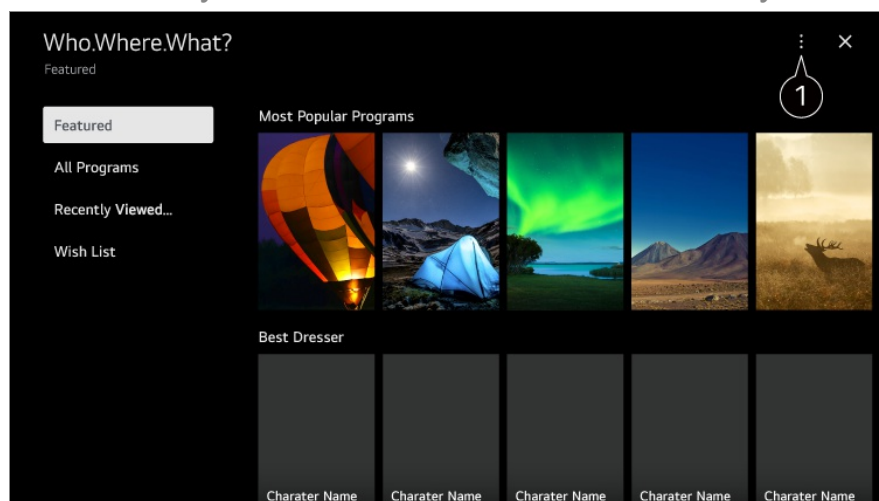 Who.Where.What?
Featured
1
Featured
All Programs
Recently Viewed...
Wish List
Most Popular Programs
Best Dresser
Charater Name Charater Name Charater Name Charater Name Charater Name